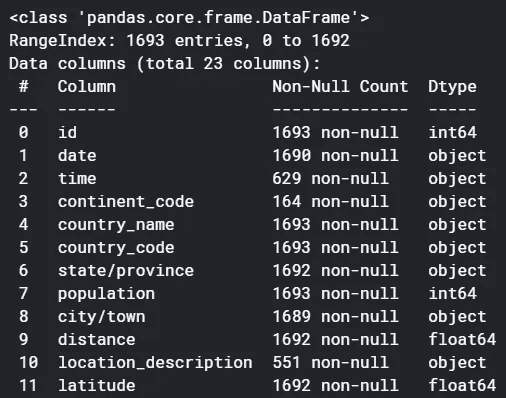 <class 'pandas.core.frame.DataFrame'>
RangeIndex: 1693 entries, 0 to 1692
Data columns (total 23 columns):
 #   Column                Non-Null Count  Dtype
---  ------                --------------  -----
 0   id                    1693 non-null   int64
 1   date                  1690 non-null   object
 2   time                  629 non-null    object
 3   continent_code        164 non-null    object
 4   country_name          1693 non-null   object
 5   country_code          1693 non-null   object
 6   state/province        1692 non-null   object
 7   population            1693 non-null   int64
 8   city/town             1689 non-null   object
 9   distance              1692 non-null   float64
 10  location_description  551 non-null    object
 11  latitude              1692 non-null   float64